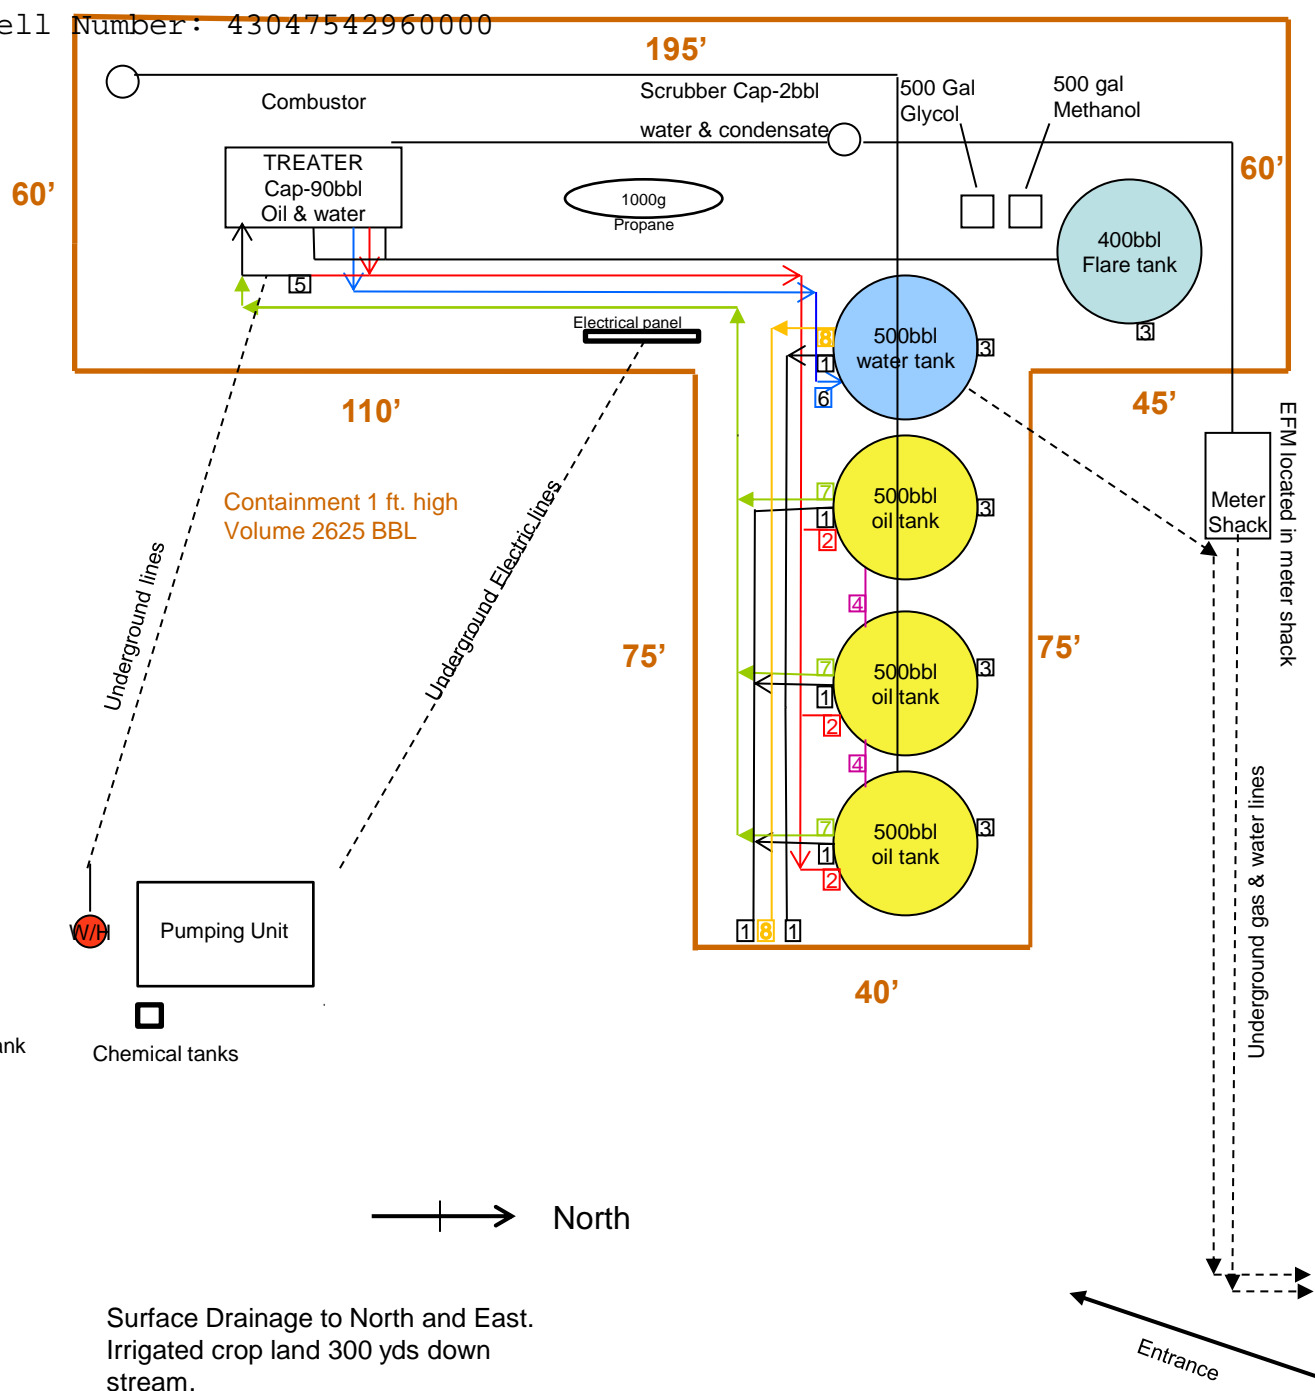 ell Number: 43047542960000
195’
Combustor
Scrubber Cap-2bbl
water & condensate
500 Gal
Glycol
500 gal
Methanol
60’
TREATER
Cap-90bbl
Oil & water
1000g
Propane
60’
400bbl
Flare tank
3
5
Electrical panel
8
1
6
500bbl
water tank
3
110’
45’
Containment 1 ft. high
Volume 2625 BBL
Underground lines
Underground Electric lines
7
1
2
500bbl
oil tank
3
4
Meter
Shack
EFM located in meter shack
75’
75’
7
1
2
500bbl
oil tank
3
4
7
1
2
500bbl
oil tank
3
W/H
Pumping Unit
1
8
1
40’
Underground gas & water lines
ank
Chemical tanks
North
Surface Drainage to North and East.
Irrigated crop land 300 yds down
stream.
Entrance